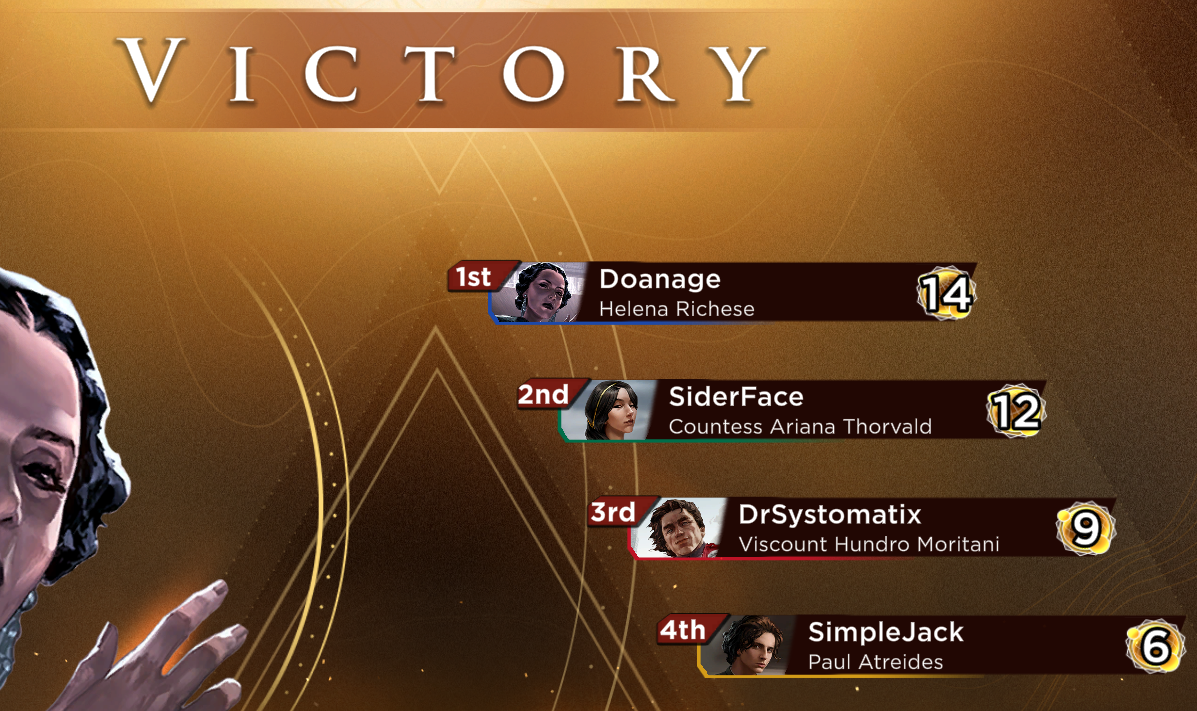 VICTORY
1st
Doanage
Helena Richese
14
2nd
SiderFace
Countess Ariana Thorvald
12
3rd
DrSystomatix
Viscount Hundro Moritani
9
4th
SimpleJack
Paul Atreides
6